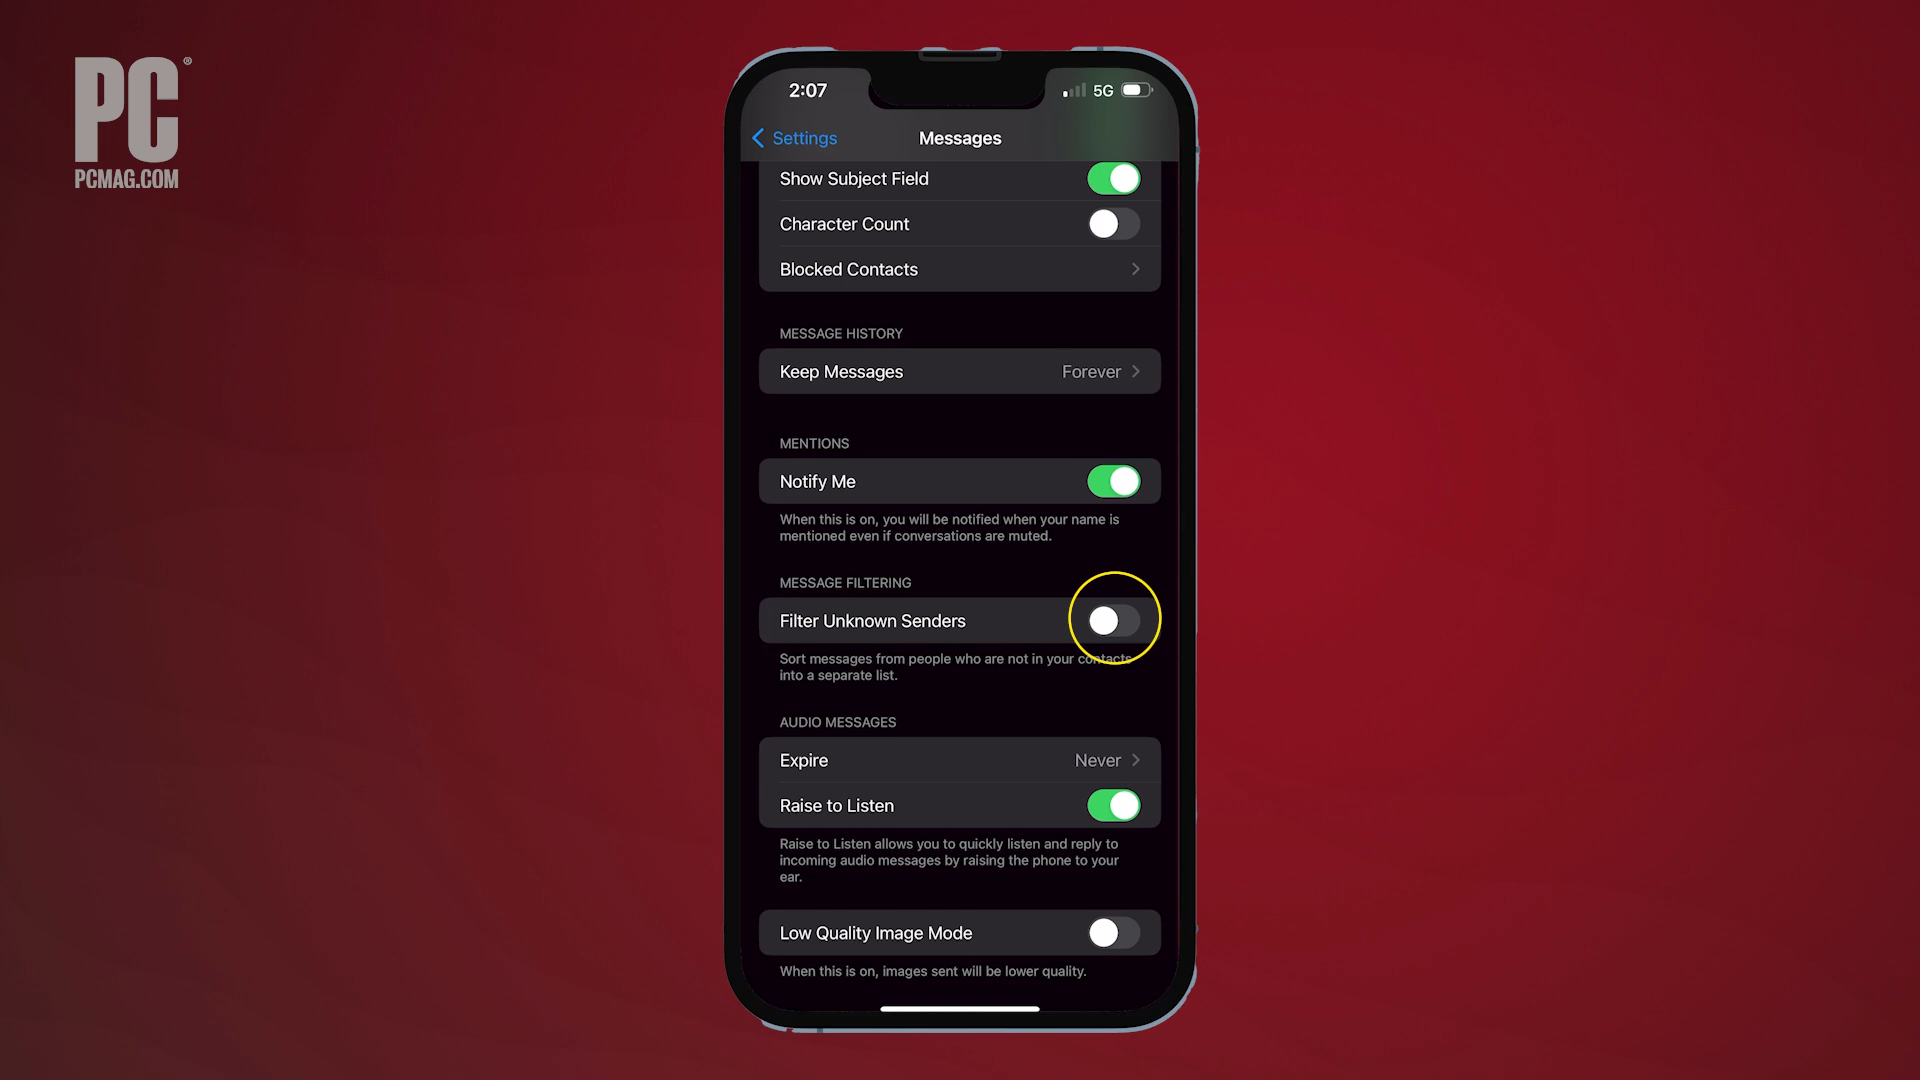 PC®
PCMAG.COM
2:07
5G
Settings
Messages
Show Subject Field
Character Count
Blocked Contacts
MESSAGE HISTORY
Keep Messages Forever
MENTIONS
Notify Me
When this is on, you will be notified when your name is
mentioned even if conversations are muted.
MESSAGE FILTERING
Filter Unknown Senders
Sort messages from people who are not in your contacts
into a separate list.
AUDIO MESSAGES
Expire Never
Raise to Listen
Raise to Listen allows you to quickly listen and reply to
incoming audio messages by raising the phone to your
ear.
Low Quality Image Mode
When this is on, images sent will be lower quality.